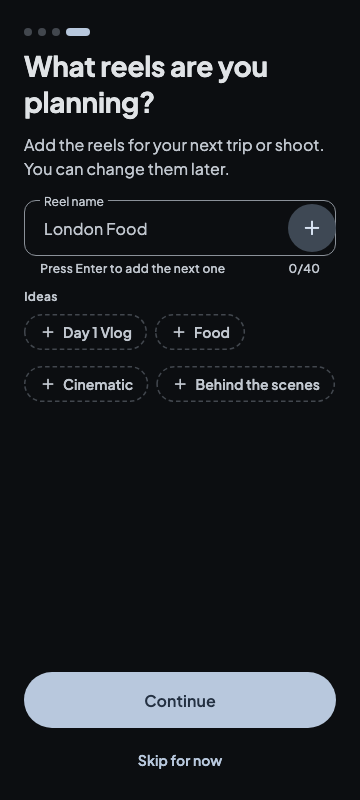 What reels are you
planning?
Add the reels for your next trip or shoot.
You can change them later.
Reel name
London Food
Press Enter to add the next one
0/40
Ideas
Day 1 Vlog
Food
Cinematic
Behind the scenes
Continue
Skip for now